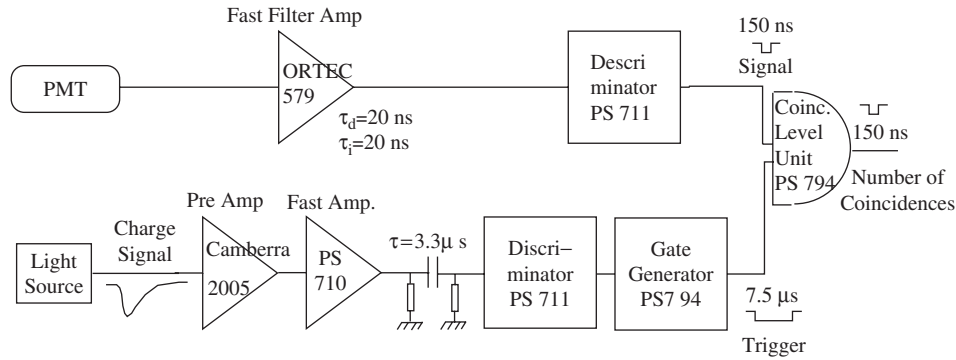 Fast Filter Amp
PMT
ORTEC
579
τd=20 ns
τi=20 ns
Descri
minator
PS 711
150 ns
Signal
Coinc.
Level
Unit
PS 794
150 ns
Number of
Coincidences
Light
Source
Charge
Signal
Pre Amp
Camberra
2005
Fast Amp.
PS
710
τ=3.3μ s
Discri−
minator
PS 711
Gate
Generator
PS7 94
7.5 μs
Trigger